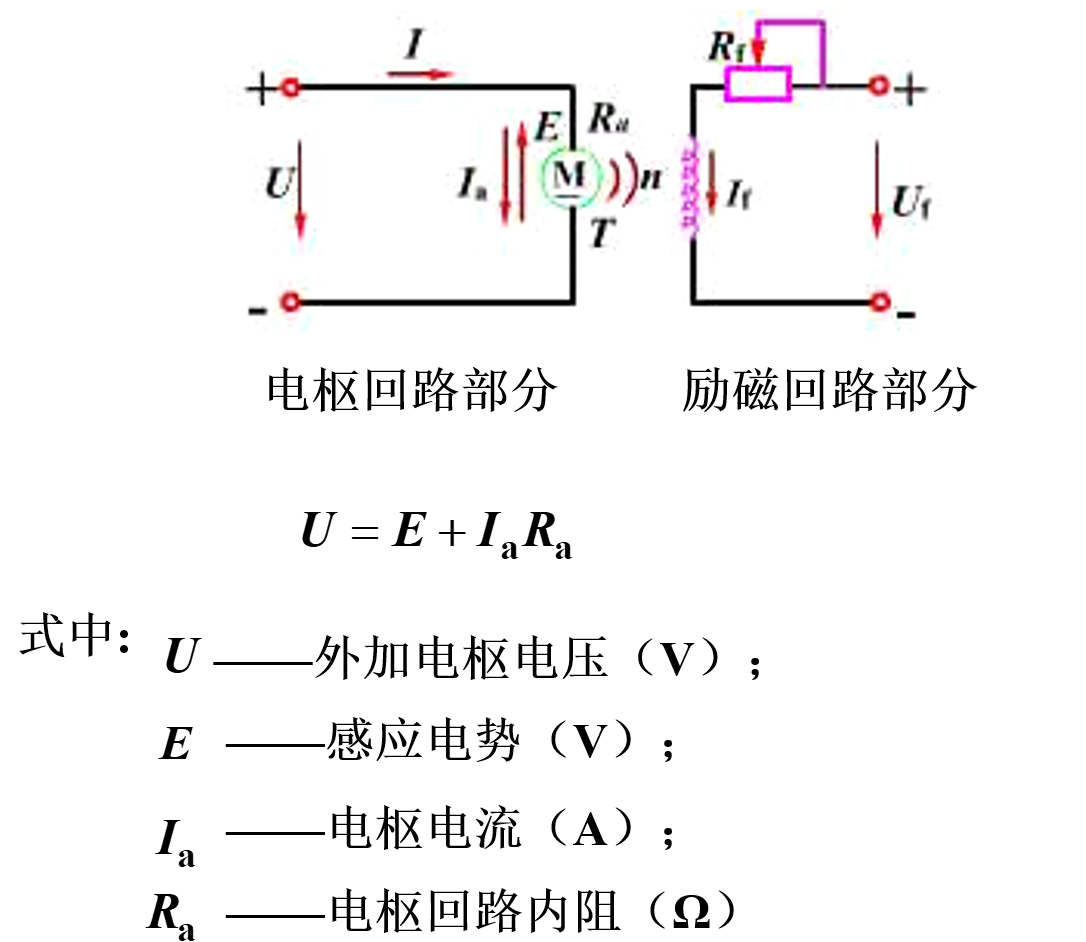 I
R_f
+ +
E R_a
U I_a M n I_f U_f
T
- -
电枢回路部分 励磁回路部分
U = E + I_a R_a
式中：U ——外加电枢电压（V）；
E ——感应电势（V）；
I_a ——电枢电流（A）；
R_a ——电枢回路内阻（Ω）